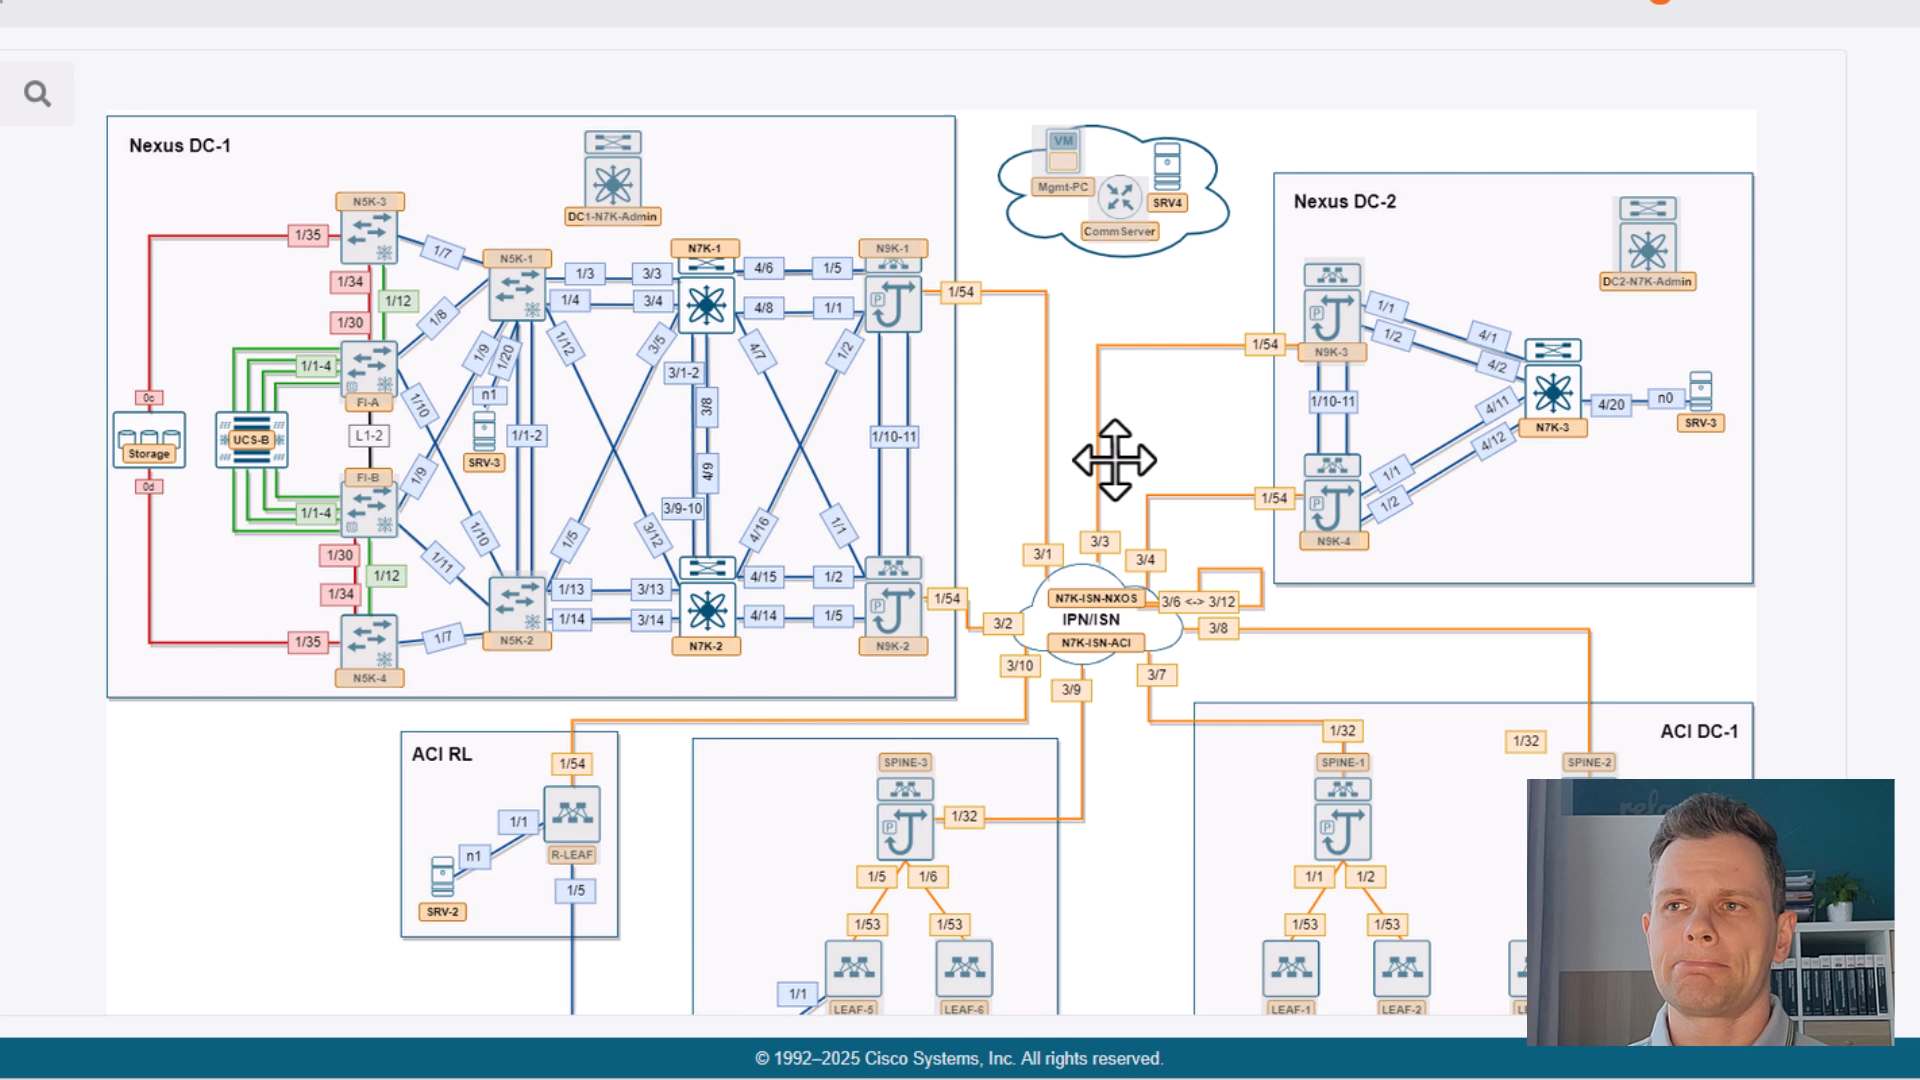 Nexus DC-1
DC1-N7K-Admin
N5K-3
1/35
1/7
1/34
1/12
1/30
1/8
N5K-1
1/3
3/3
1/4
3/4
N7K-1
4/6
1/5
4/8
1/1
N9K-1
1/54
1/9
1/20
n1
1/12
3/5
4/7
1/2
3/1-2
3/8
1/1-4
FI-A
0c
1/10
L1-2
Storage
UCS-B
SRV-3
1/1-2
4/9
1/10-11
0d
FI-B
1/9
1/1-4
3/9-10
1/10
1/5
3/12
4/16
1/1
1/30
1/12
1/11
1/34
1/13
3/13
4/15
1/2
1/14
3/14
4/14
1/5
1/54
1/35
1/7
N5K-2
N7K-2
N9K-2
N5K-4
VM
Mgmt-PC
SRV4
CommServer
Nexus DC-2
DC2-N7K-Admin
1/54
N9K-3
1/1
1/2
4/1
4/2
1/10-11
4/11
4/12
N7K-3
4/20
n0
SRV-3
1/1
1/2
1/54
N9K-4
3/1
3/3
3/4
N7K-ISN-NXOS
3/6 <-> 3/12
IPN/ISN
3/2
3/8
N7K-ISN-ACI
3/10
3/9
3/7
ACI RL
1/54
1/1
n1
R-LEAF
1/5
SRV-2
SPINE-3
1/32
1/5
1/6
1/53
1/53
1/1
LEAF-5
LEAF-6
ACI DC-1
1/32
1/32
SPINE-1
SPINE-2
1/1
1/2
1/53
1/53
LEAF-1
LEAF-2
© 1992–2025 Cisco Systems, Inc. All rights reserved.